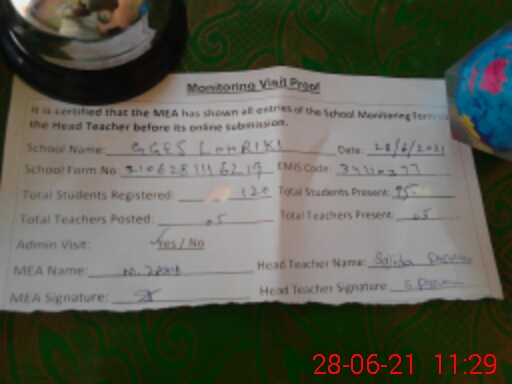 Monitoring Visit Proof
It is certified that the MEA has shown all entries of the School Monitoring Form to
the Head Teacher before its online submission.
School Name: GGES LOHRIKI Date: 28/6/2021
School Form No: EMIS Code:
Total Students Registered: 120 Total Students Present: 95
Total Teachers Posted: 05 Total Teachers Present: 05
Admin Visit: Yes / No
MEA Name: Head Teacher Name:
MEA Signature: Head Teacher Signature:
28-06-21 11:29